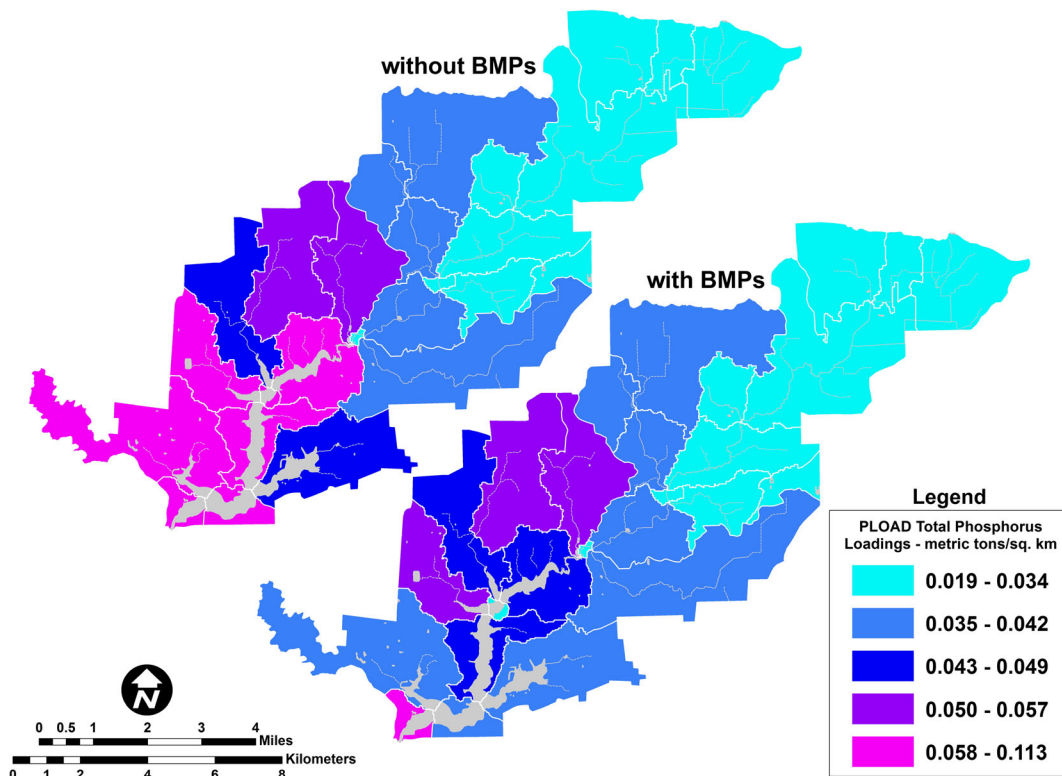 without BMPs
with BMPs
Legend
PLOAD Total Phosphorus
Loadings - metric tons/sq. km
0.019 - 0.034
0.035 - 0.042
0.043 - 0.049
0.050 - 0.057
0.058 - 0.113
N
0 0.5 1 2 3 4
Miles
Kilometers
0 1 2 4 6 8